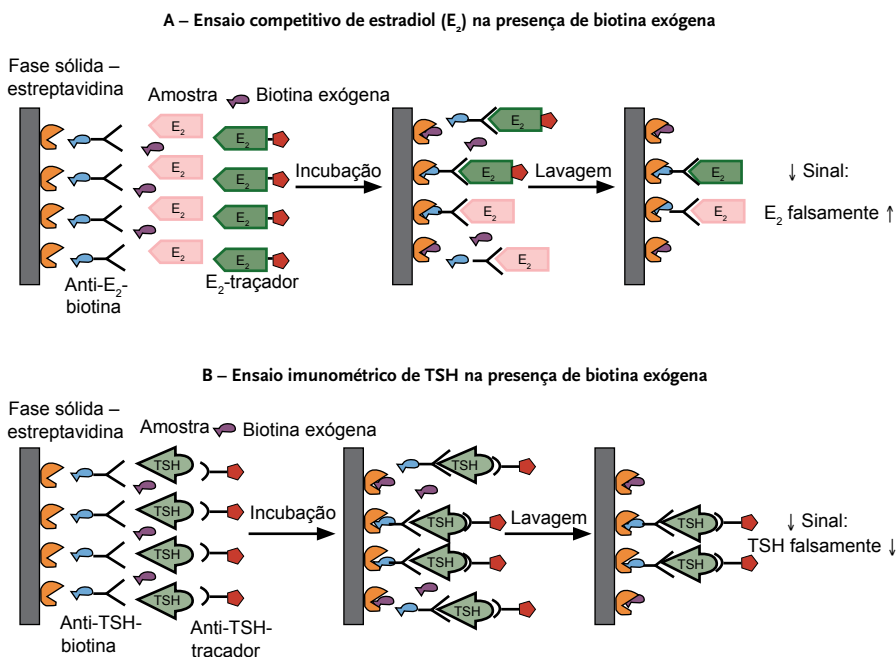 A – Ensaio competitivo de estradiol (E₂) na presença de biotina exógena
Fase sólida –
estreptavidina
Amostra
Biotina exógena
E₂
E₂
E₂
E₂
E₂
E₂
E₂
E₂
Anti-E₂-
biotina
E₂-traçador
Incubação
E₂
E₂
E₂
E₂
Lavagem
E₂
E₂
↓ Sinal:
E₂ falsamente ↑
B – Ensaio imunométrico de TSH na presença de biotina exógena
Fase sólida –
estreptavidina
Amostra
Biotina exógena
TSH
TSH
TSH
TSH
Anti-TSH-
biotina
Anti-TSH-
tracador
Incubação
TSH
TSH
TSH
TSH
Lavagem
TSH
TSH
↓ Sinal:
TSH falsamente ↓